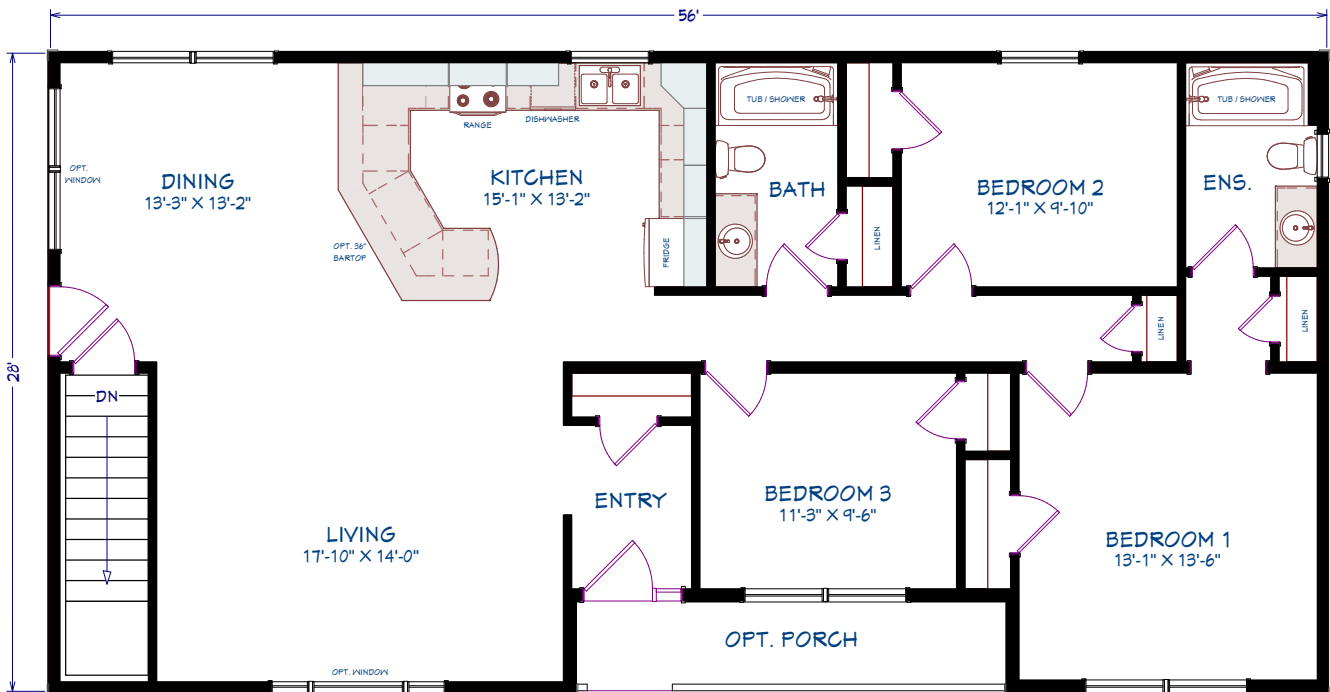 56'
28'
TUB / SHOWER
TUB / SHOWER
RANGE
DISHWASHER
OPT.
WINDOW
DINING
13'-3" X 13'-2"
KITCHEN
15'-1" X 13'-2"
BATH
BEDROOM 2
12'-1" X 9'-10"
ENS.
OPT. 36"
BARTOP
FRIDGE
LINEN
LINEN
LINEN
DN
ENTRY
BEDROOM 3
11'-3" X 9'-6"
LIVING
17'-10" X 14'-0"
BEDROOM 1
13'-1" X 13'-6"
OPT. PORCH
OPT. WINDOW